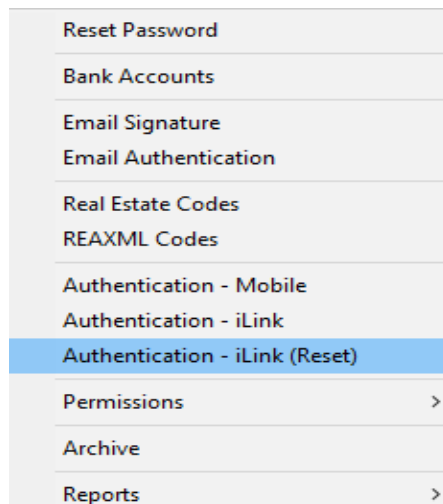 Reset Password
Bank Accounts
Email Signature
Email Authentication
Real Estate Codes
REAXML Codes
Authentication - Mobile
Authentication - iLink
Authentication - iLink (Reset)
Permissions >
Archive
Reports >